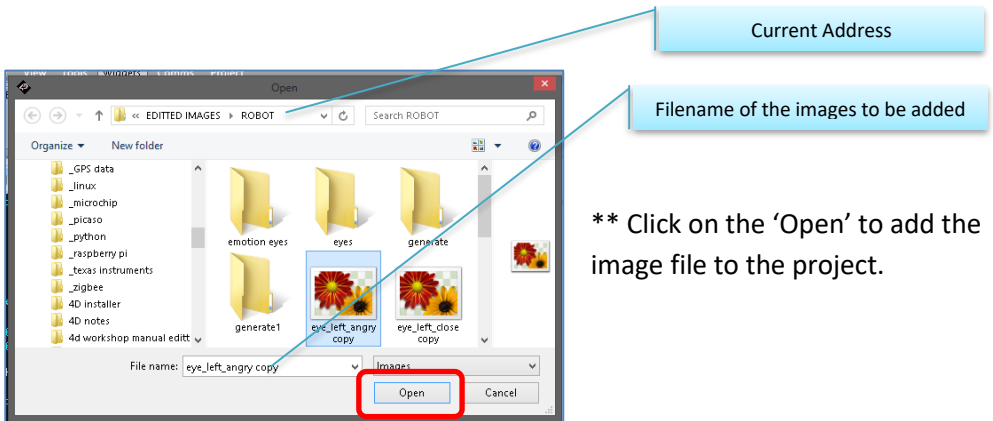 Current Address
View Tools Widgets Comms Project
Open
« EDITTED IMAGES ROBOT
Search ROBOT
Filename of the images to be added
Organize
New folder
_GPS data
_linux
_microchip
_picaso
_python
_raspberry pi
_texas instruments
_zigbee
4D installer
4D notes
4d workshop manual editt
emotion eyes
eyes
generate
generate1
eye_left_angry
copy
eye_left_close
copy
** Click on the ‘Open’ to add the
image file to the project.
File name:
eye_left_angry copy
Images
Open
Cancel